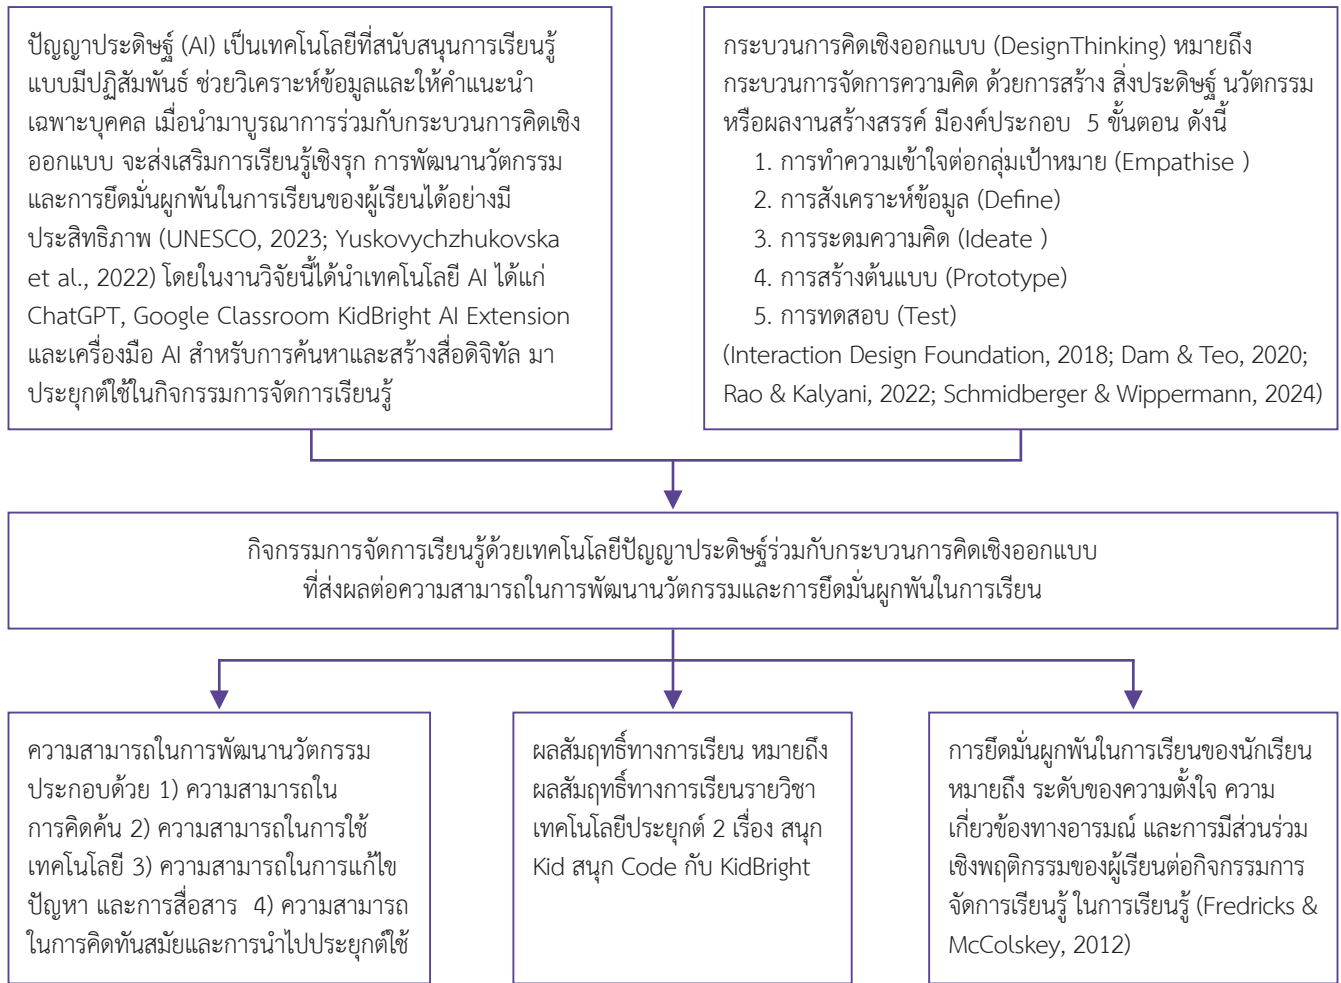 ปัญญาประดิษฐ์ (AI) เป็นเทคโนโลยีที่สนับสนุนการเรียนรู้
แบบมีปฏิสัมพันธ์ ช่วยวิเคราะห์ข้อมูลและให้คำแนะนำ
เฉพาะบุคคล เมื่อนำมาบูรณาการร่วมกับกระบวนการคิดเชิง
ออกแบบ จะส่งเสริมการเรียนรู้เชิงรุก การพัฒนานวัตกรรม
และการยึดมั่นผูกพันในการเรียนของผู้เรียนได้อย่างมี
ประสิทธิภาพ (UNESCO, 2023; Yuskovychzhukovska
et al., 2022) โดยในงานวิจัยนี้ได้นำเทคโนโลยี AI ได้แก่
ChatGPT, Google Classroom KidBright AI Extension
และเครื่องมือ AI สำหรับการค้นหาและสร้างสื่อดิจิทัล มา
ประยุกต์ใช้ในกิจกรรมการจัดการเรียนรู้
กระบวนการคิดเชิงออกแบบ (DesignThinking) หมายถึง
กระบวนการจัดการความคิด ด้วยการสร้าง สิ่งประดิษฐ์ นวัตกรรม
หรือผลงานสร้างสรรค์ มีองค์ประกอบ 5 ขั้นตอน ดังนี้
1. การทำความเข้าใจต่อกลุ่มเป้าหมาย (Empathise )
2. การสังเคราะห์ข้อมูล (Define)
3. การระดมความคิด (Ideate )
4. การสร้างต้นแบบ (Prototype)
5. การทดสอบ (Test)
(Interaction Design Foundation, 2018; Dam & Teo, 2020;
Rao & Kalyani, 2022; Schmidberger & Wippermann, 2024)
กิจกรรมการจัดการเรียนรู้ด้วยเทคโนโลยีปัญญาประดิษฐ์ร่วมกับกระบวนการคิดเชิงออกแบบ
ที่ส่งผลต่อความสามารถในการพัฒนานวัตกรรมและการยึดมั่นผูกพันในการเรียน
ความสามารถในการพัฒนานวัตกรรม
ประกอบด้วย 1) ความสามารถใน
การคิดค้น 2) ความสามารถในการใช้
เทคโนโลยี 3) ความสามารถในการแก้ไข
ปัญหา และการสื่อสาร 4) ความสามารถ
ในการคิดทันสมัยและการนำไปประยุกต์ใช้
ผลสัมฤทธิ์ทางการเรียน หมายถึง
ผลสัมฤทธิ์ทางการเรียนรายวิชา
เทคโนโลยีประยุกต์ 2 เรื่อง สนุก
Kid สนุก Code กับ KidBright
การยึดมั่นผูกพันในการเรียนของนักเรียน
หมายถึง ระดับของความตั้งใจ ความ
เกี่ยวข้องทางอารมณ์ และการมีส่วนร่วม
เชิงพฤติกรรมของผู้เรียนต่อกิจกรรมการ
จัดการเรียนรู้ ในการเรียนรู้ (Fredricks &
McColskey, 2012)